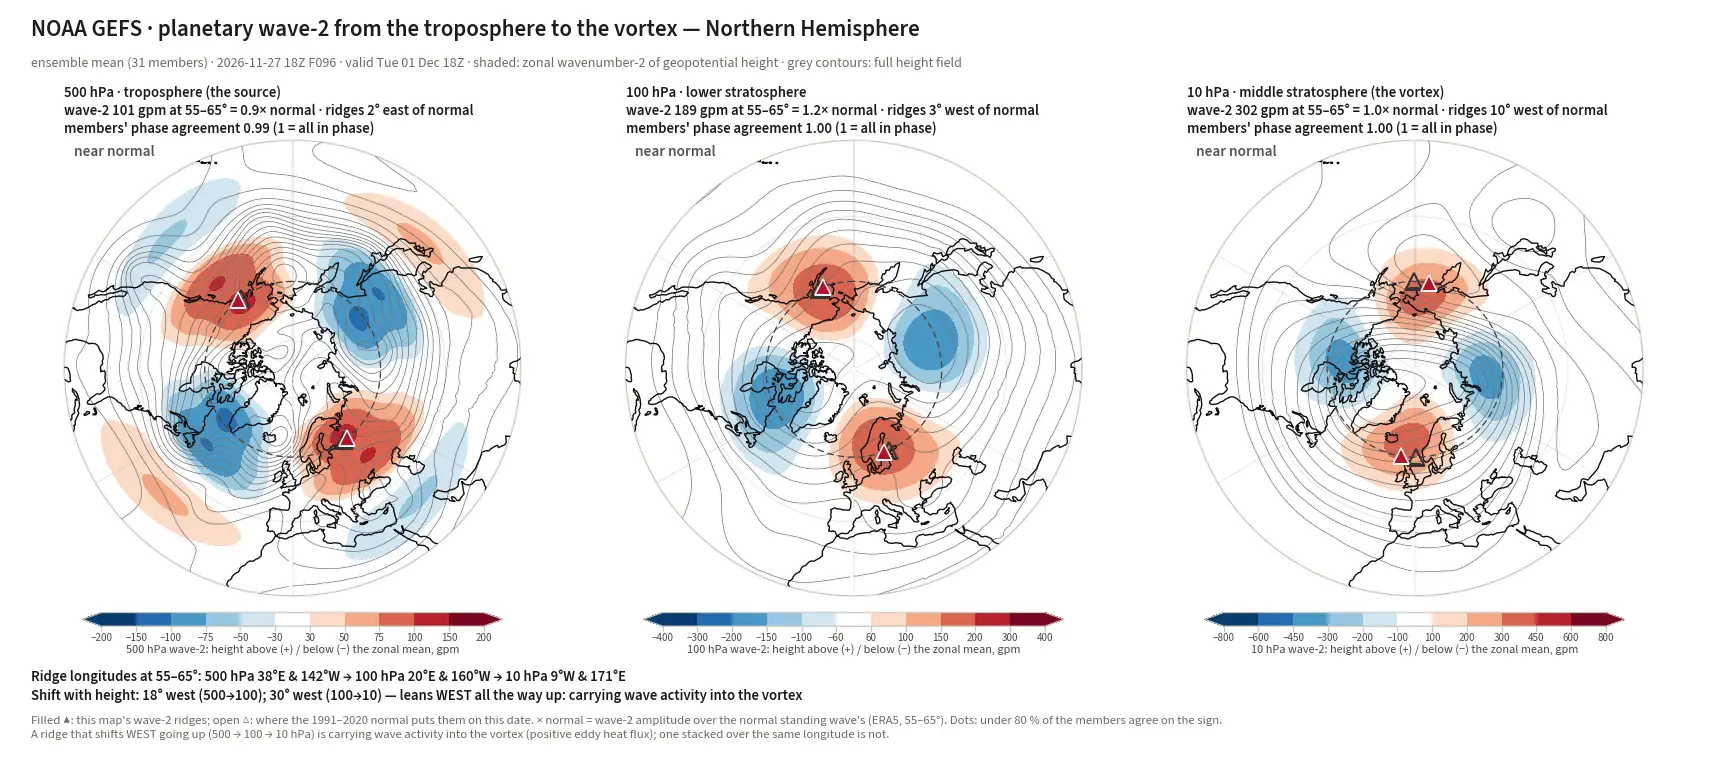 NOAA GEFS · planetary wave-2 from the troposphere to the vortex — Northern Hemisphere
ensemble mean (31 members) · 2026-11-27 18Z F096 · valid Tue 01 Dec 18Z · shaded: zonal wavenumber-2 of geopotential height · grey contours: full height field
500 hPa · troposphere (the source)
wave-2 101 gpm at 55–65° = 0.9× normal · ridges 2° east of normal
members' phase agreement 0.99 (1 = all in phase)
near normal
100 hPa · lower stratosphere
wave-2 189 gpm at 55–65° = 1.2× normal · ridges 3° west of normal
members' phase agreement 1.00 (1 = all in phase)
near normal
10 hPa · middle stratosphere (the vortex)
wave-2 302 gpm at 55–65° = 1.0× normal · ridges 10° west of normal
members' phase agreement 1.00 (1 = all in phase)
near normal
−200 −150 −100 −75 −50 −30 30 50 75 100 150 200
500 hPa wave-2: height above (+) / below (−) the zonal mean, gpm
−400 −300 −200 −150 −100 −60 60 100 150 200 300 400
100 hPa wave-2: height above (+) / below (−) the zonal mean, gpm
−800 −600 −450 −300 −200 −100 100 200 300 450 600 800
10 hPa wave-2: height above (+) / below (−) the zonal mean, gpm
Ridge longitudes at 55–65°: 500 hPa 38°E & 142°W → 100 hPa 20°E & 160°W → 10 hPa 9°W & 171°E
Shift with height: 18° west (500→100); 30° west (100→10) — leans WEST all the way up: carrying wave activity into the vortex
Filled ▲: this map's wave-2 ridges; open △: where the 1991–2020 normal puts them on this date. × normal = wave-2 amplitude over the normal standing wave's (ERA5, 55–65°). Dots: under 80 % of the members agree on the sign.
A ridge that shifts WEST going up (500 → 100 → 10 hPa) is carrying wave activity into the vortex (positive eddy heat flux); one stacked over the same longitude is not.